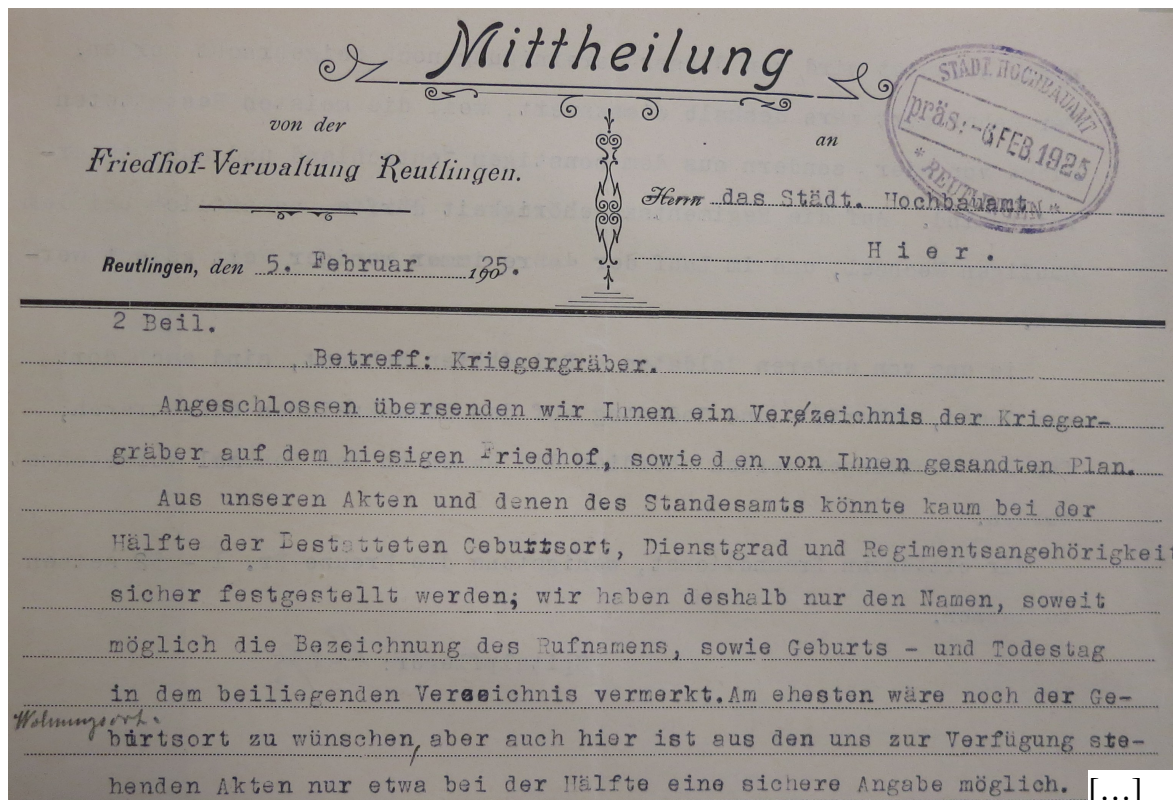 Mittheilung
von der
Friedhof-Verwaltung Reutlingen.
Reutlingen, den 5. Februar 1925.
an
Herrn das Städt. Hochbauamt
Hier.
STÄDT HOCHBAUAMT
präs: -6 FEB. 1925
* REUTLINGEN *
2 Beil.
Betreff: Kriegergräber.
Angeschlossen übersenden wir Ihnen ein Verzeichnis der Krieger-
gräber auf dem hiesigen Friedhof, sowie den von Ihnen gesandten Plan.
Aus unseren Akten und denen des Standesamts könnte kaum bei der
Hälfte der Bestatteten Geburtsort, Dienstgrad und Regimentsangehörigkeit
sicher festgestellt werden; wir haben deshalb nur den Namen, soweit
möglich die Bezeichnung des Rufnamens, sowie Geburts - und Todestag
in dem beiliegenden Verzeichnis vermerkt. Am ehesten wäre noch der Ge-
Wohnungsort.
burtsort zu wünschen, aber auch hier ist aus den uns zur Verfügung ste-
henden Akten nur etwa bei der Hälfte eine sichere Angabe möglich. [...]